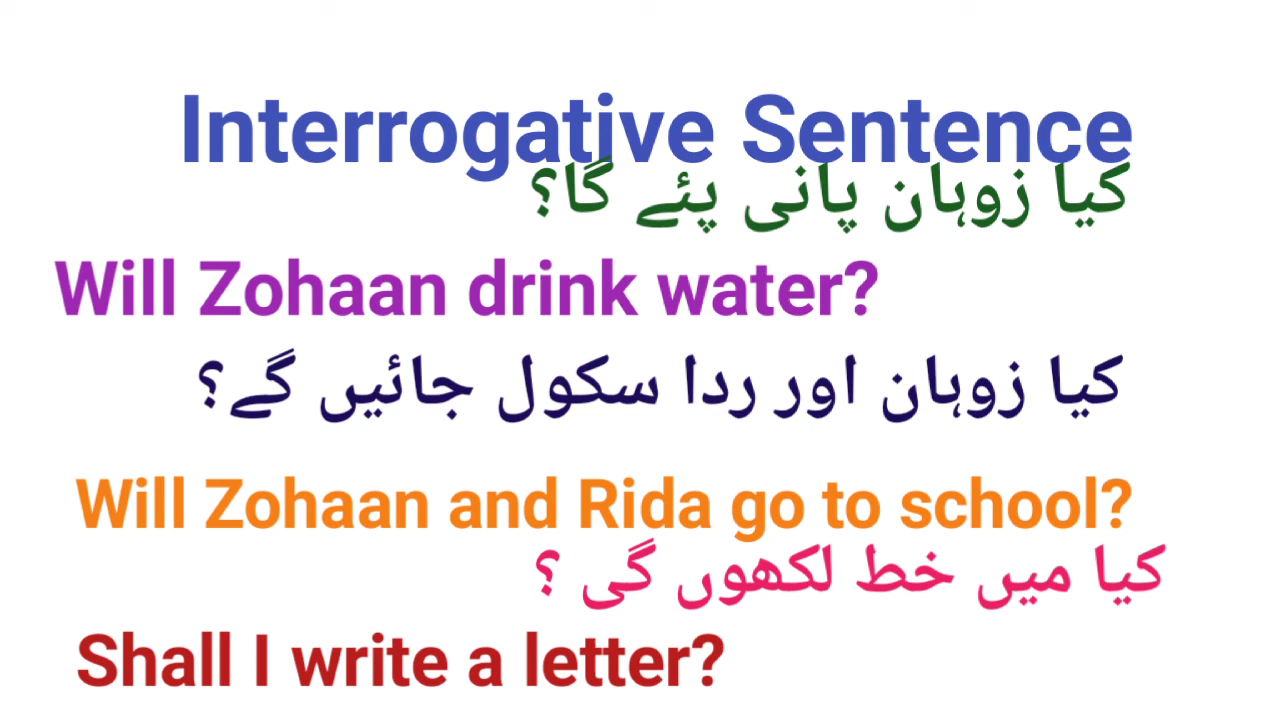 Interrogative Sentence
کیا زوہان پانی پئے گا؟
Will Zohaan drink water?
کیا زوہان اور ردا سکول جائیں گے؟
Will Zohaan and Rida go to school?
کیا میں خط لکھوں گی ؟
Shall I write a letter?